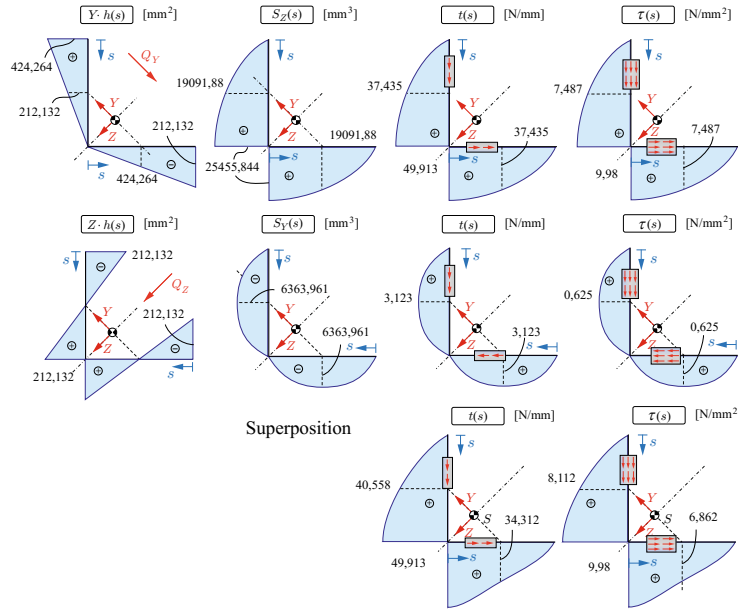 Y· h(s) [mm²] S_Z(s) [mm³] t(s) [N/mm] τ(s) [N/mm²]
s Q_Y s s s
424,264
19091,88 37,435 7,487
212,132
Y Y Y Y
Z 212,132 Z 19091,88 Z 37,435 Z 7,487
25455,844
s 424,264 s 49,913 s 9,98 s
Z· h(s) [mm²] S_Y(s) [mm³] t(s) [N/mm] τ(s) [N/mm²]
s 212,132 s s s
Q_Z
6363,961 3,123 0,625
Y 212,132 Y Y Y
Z Z 6363,961 Z 3,123 Z 0,625
212,132 s s s s
Superposition
t(s) [N/mm] τ(s) [N/mm²
s s
40,558 8,112
Y Y
S S
Z 34,312 Z 6,862
49,913 s 9,98 s